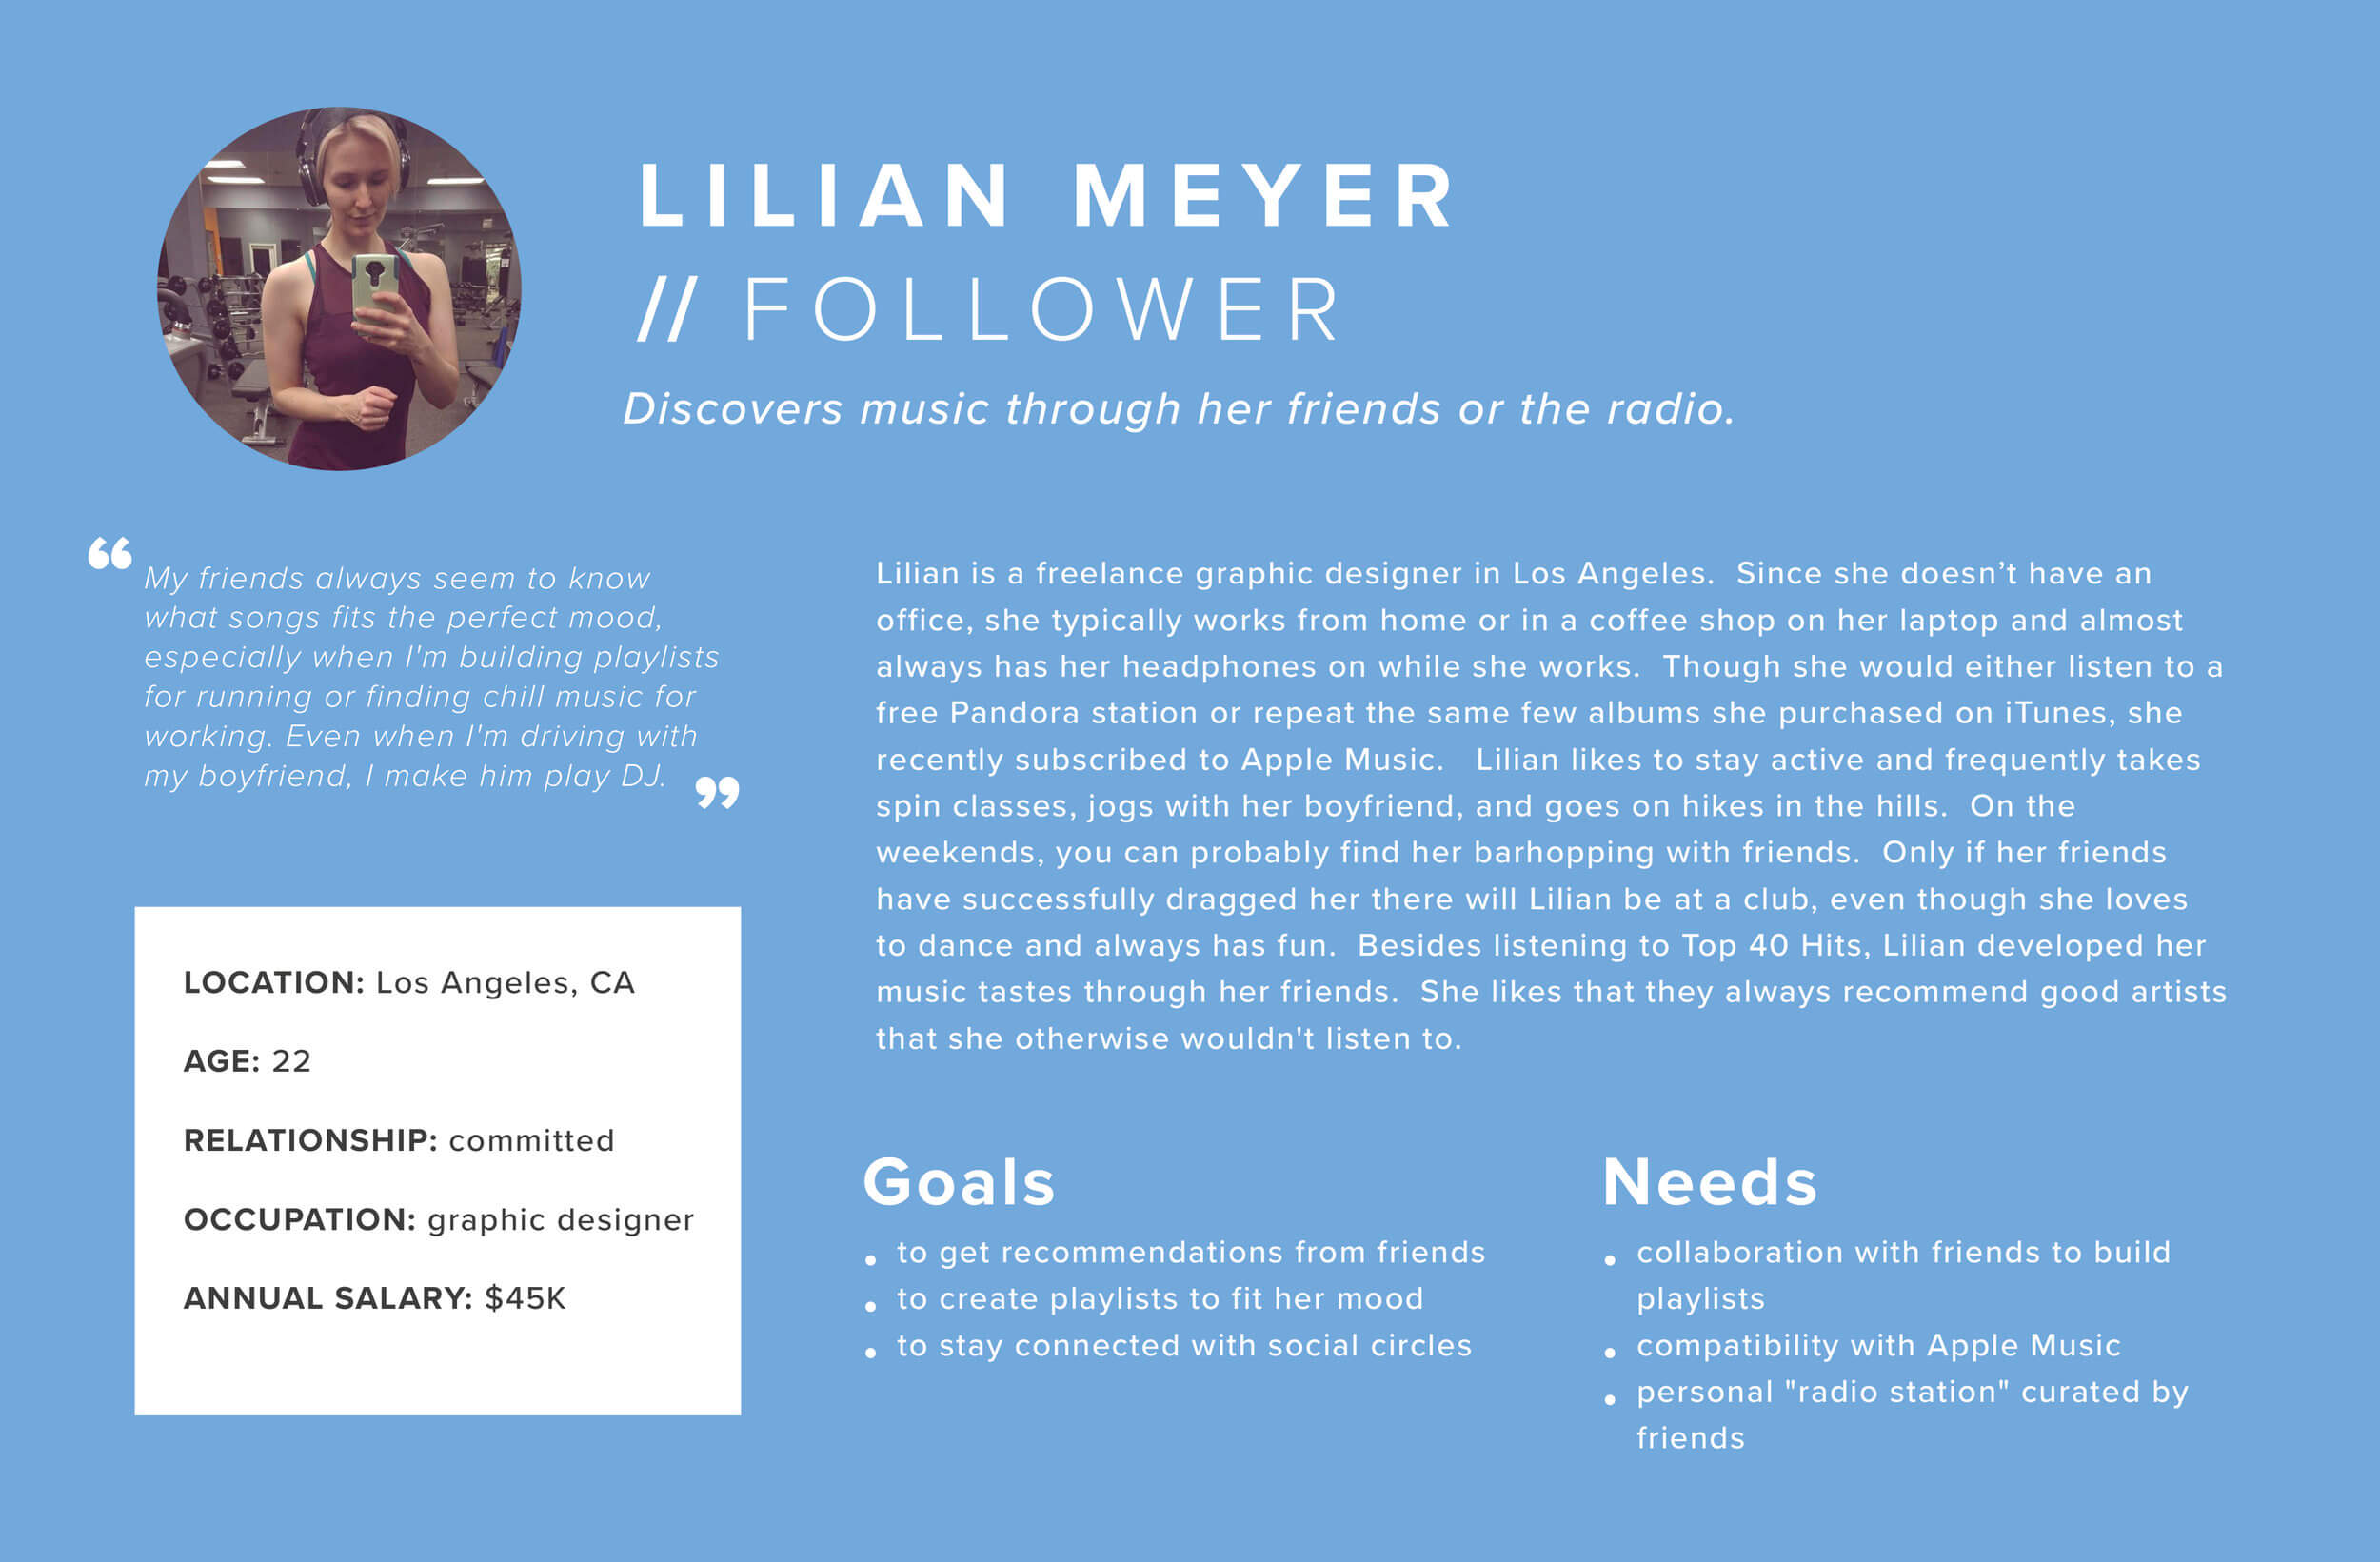 LILIAN MEYER
// FOLLOWER
Discovers music through her friends or the radio.
“ My friends always seem to know
what songs fits the perfect mood,
especially when I'm building playlists
for running or finding chill music for
working. Even when I'm driving with
my boyfriend, I make him play DJ. ”
LOCATION: Los Angeles, CA
AGE: 22
RELATIONSHIP: committed
OCCUPATION: graphic designer
ANNUAL SALARY: $45K
Lilian is a freelance graphic designer in Los Angeles.  Since she doesn’t have an
office, she typically works from home or in a coffee shop on her laptop and almost
always has her headphones on while she works.  Though she would either listen to a
free Pandora station or repeat the same few albums she purchased on iTunes, she
recently subscribed to Apple Music.   Lilian likes to stay active and frequently takes
spin classes, jogs with her boyfriend, and goes on hikes in the hills.  On the
weekends, you can probably find her barhopping with friends.  Only if her friends
have successfully dragged her there will Lilian be at a club, even though she loves
to dance and always has fun.  Besides listening to Top 40 Hits, Lilian developed her
music tastes through her friends.  She likes that they always recommend good artists
that she otherwise wouldn't listen to.
Goals
• to get recommendations from friends
• to create playlists to fit her mood
• to stay connected with social circles
Needs
• collaboration with friends to build
playlists
• compatibility with Apple Music
• personal "radio station" curated by
friends